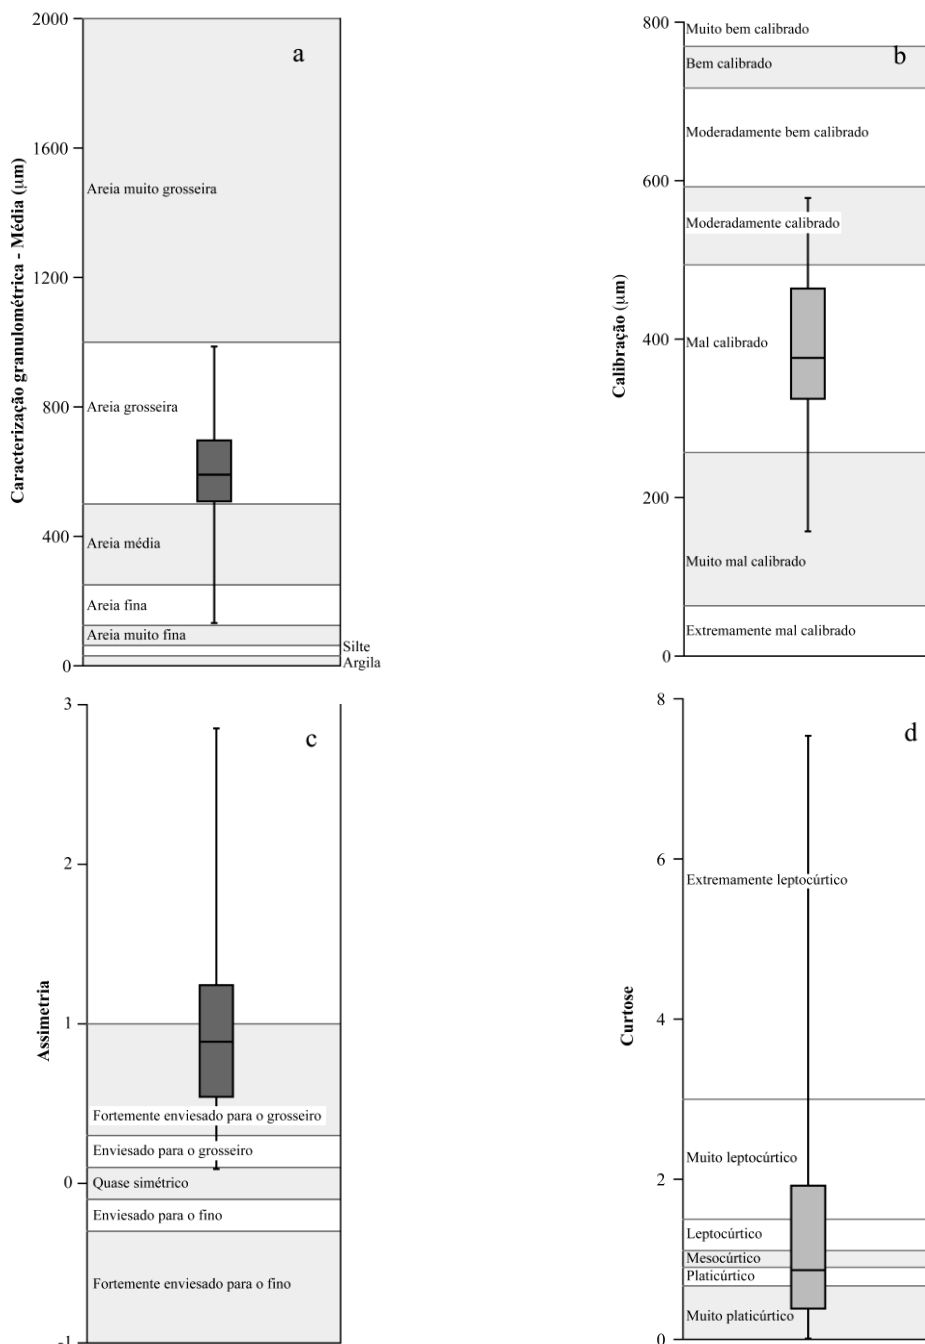 2000
1600
1200
800
400
0
Caracterização granulométrica - Média (μm)
a
Areia muito grosseira
Areia grosseira
Areia média
Areia fina
Areia muito fina
Silte
Argila
800
600
400
200
0
Calibração (μm)
b
Muito bem calibrado
Bem calibrado
Moderadamente bem calibrado
Moderadamente calibrado
Mal calibrado
Muito mal calibrado
Extremamente mal calibrado
3
2
1
0
-1
Assimetria
c
Fortemente enviesado para o grosseiro
Enviesado para o grosseiro
Quase simétrico
Enviesado para o fino
Fortemente enviesado para o fino
8
6
4
2
0
Curtose
d
Extremamente leptocúrtico
Muito leptocúrtico
Leptocúrtico
Mesocúrtico
Platicúrtico
Muito platicúrtico